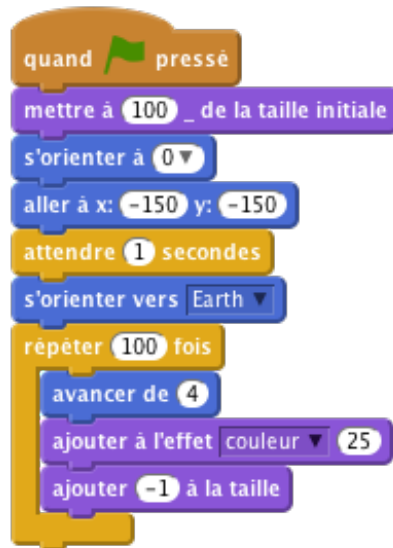 quand pressé
mettre à 100 _ de la taille initiale
s'orienter à 0
aller à x: -150 y: -150
attendre 1 secondes
s'orienter vers Earth
répéter 100 fois
avancer de 4
ajouter à l'effet couleur 25
ajouter -1 à la taille